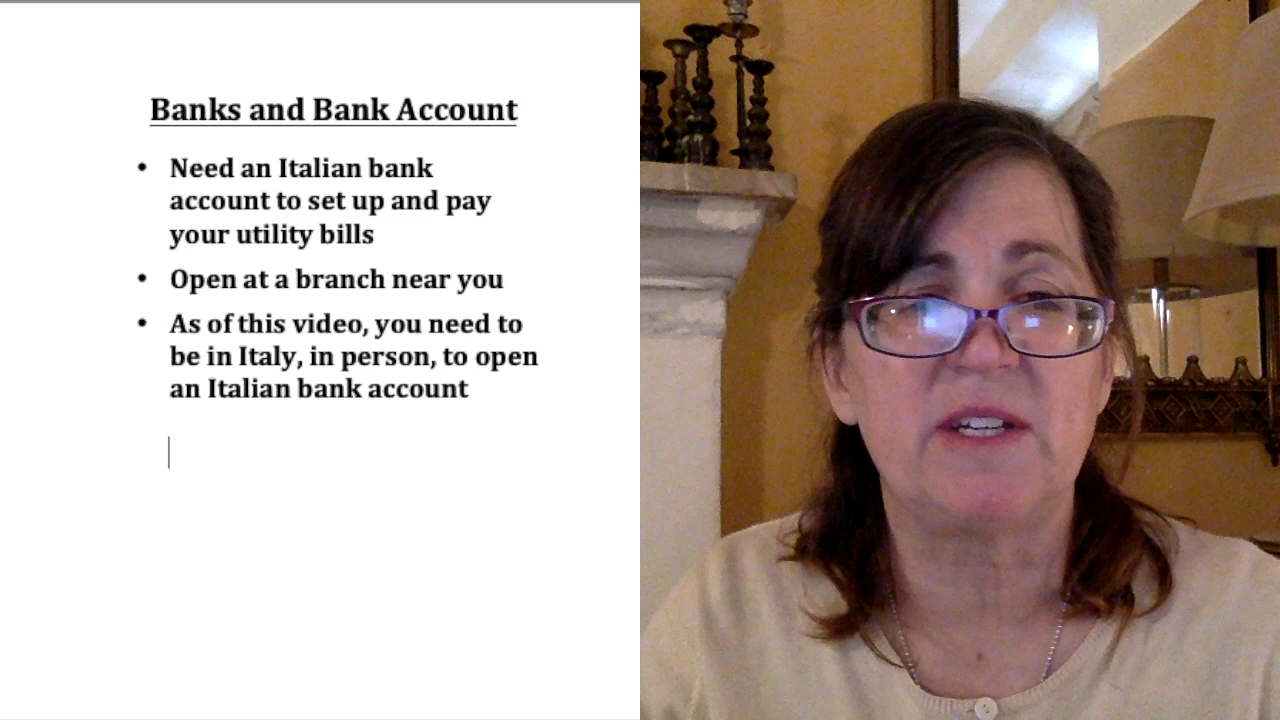 Banks and Bank Account
• Need an Italian bank
account to set up and pay
your utility bills
• Open at a branch near you
• As of this video, you need to
be in Italy, in person, to open
an Italian bank account